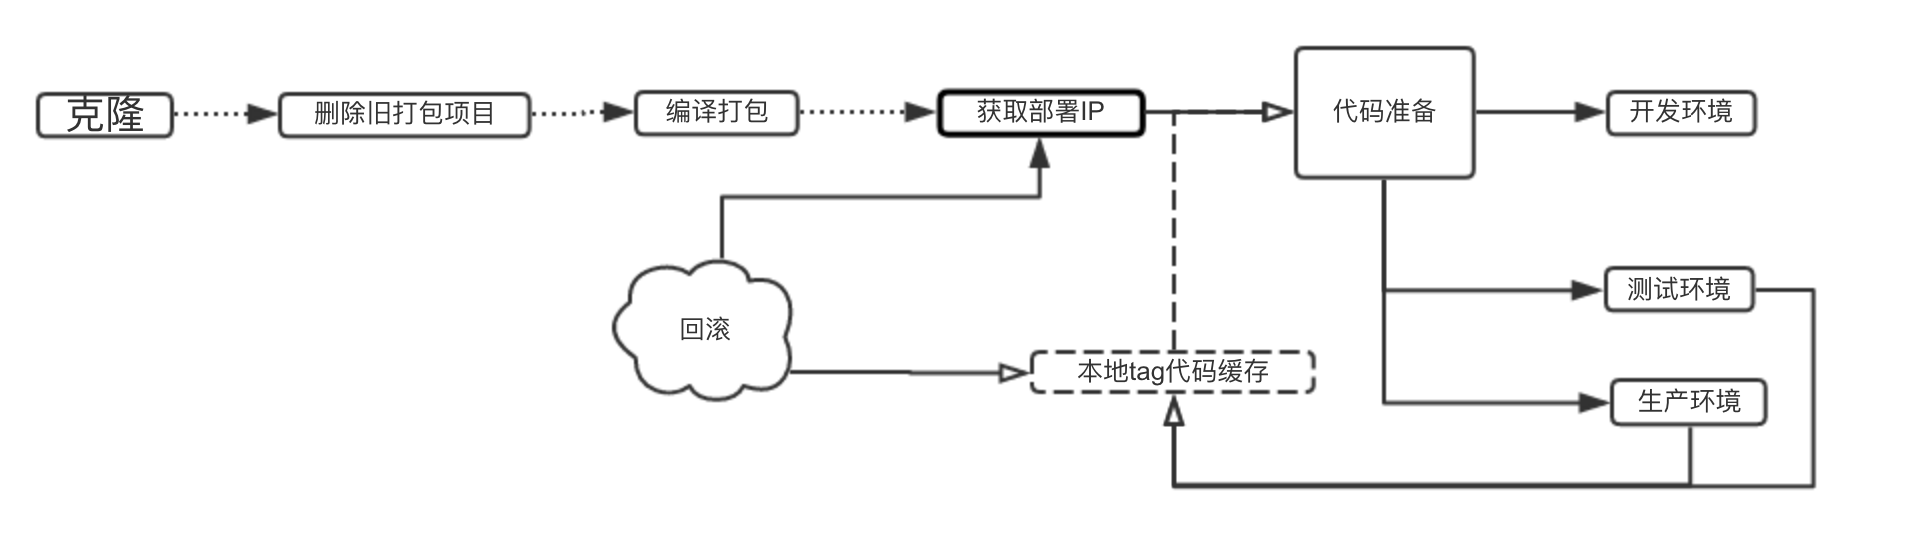 克隆
删除旧打包项目
编译打包
获取部署IP
代码准备
开发环境
测试环境
回滚
本地tag代码缓存
生产环境